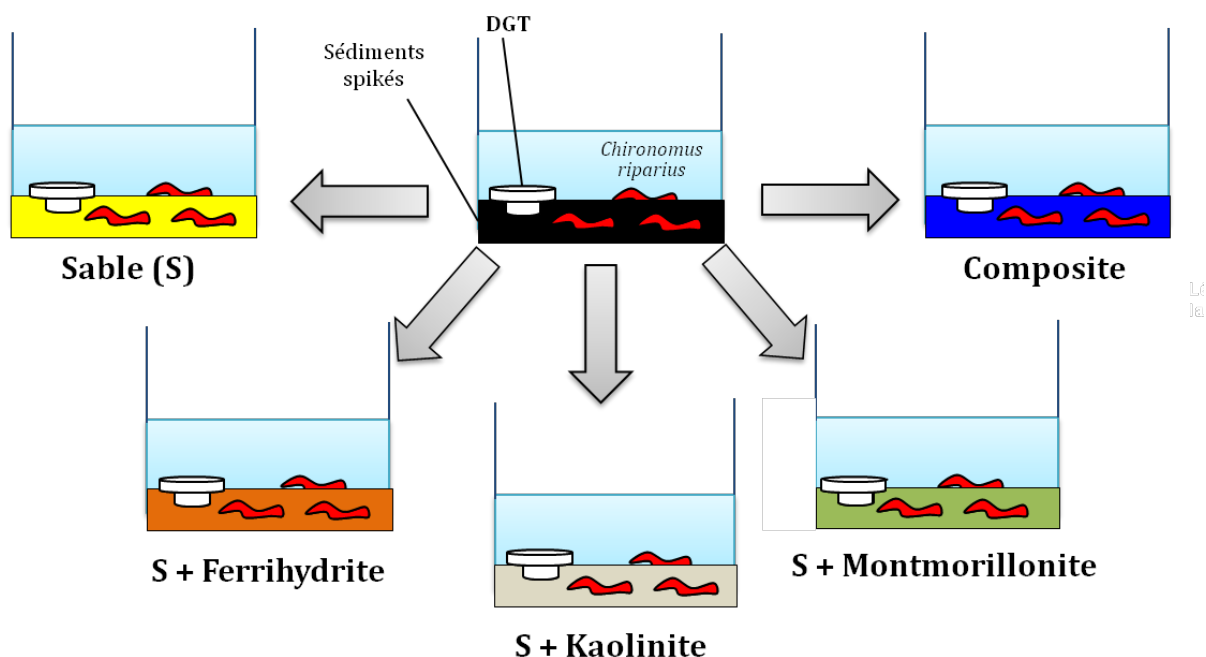 DGT
Sédiments
spikés
Chironomus
riparius
Sable (S)
Composite
S + Ferrihydrite
S + Montmorillonite
S + Kaolinite